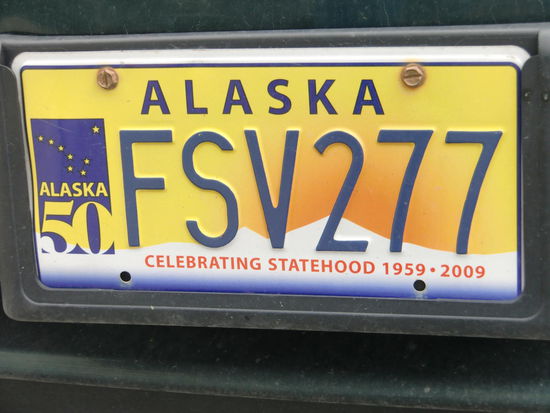 ALASKA
ALASKA
50
FSV277
CELEBRATING STATEHOOD 1959 • 2009